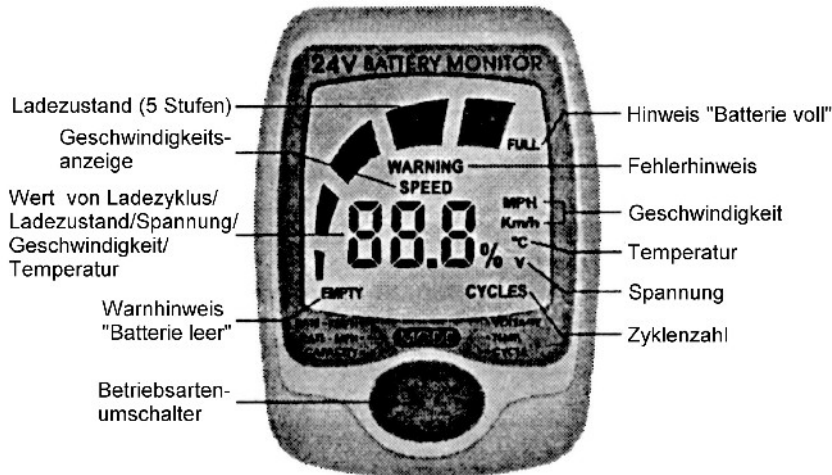 24V BATTERY MONITOR
Ladezustand (5 Stufen)
Geschwindigkeits-
anzeige
Wert von Ladezyklus/
Ladezustand/Spannung/
Geschwindigkeit/
Temperatur
Warnhinweis
"Batterie leer"
Betriebsarten-
umschalter
FULL
WARNING
SPEED
88.8%
MPH
Km/h
°C
V
EMPTY
CYCLES
MODE
CAPACITY
Hinweis "Batterie voll"
Fehlerhinweis
Geschwindigkeit
Temperatur
Spannung
Zyklenzahl